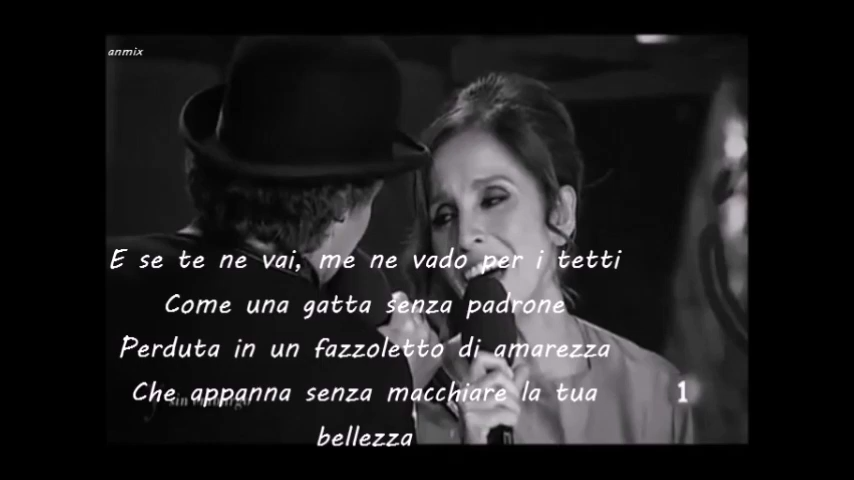 anmix
E se te ne vai, me ne vado per i tetti
Come una gatta senza padrone
Perduta in un fazzoletto di amarezza
Che appanna senza macchiare la tua
bellezza
1
sin